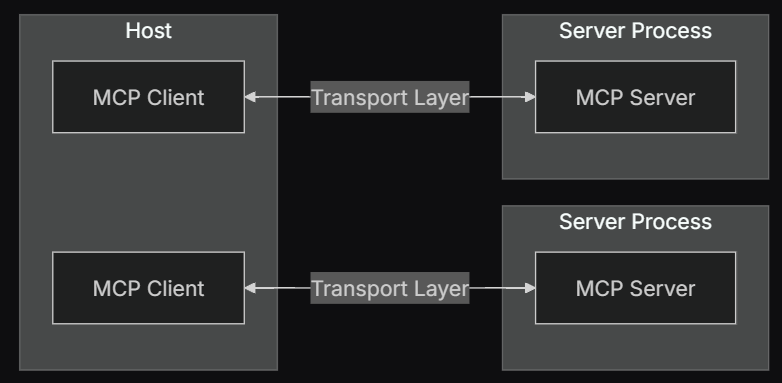 Host
Server Process
MCP Client
Transport Layer
MCP Server
Server Process
MCP Client
Transport Layer
MCP Server